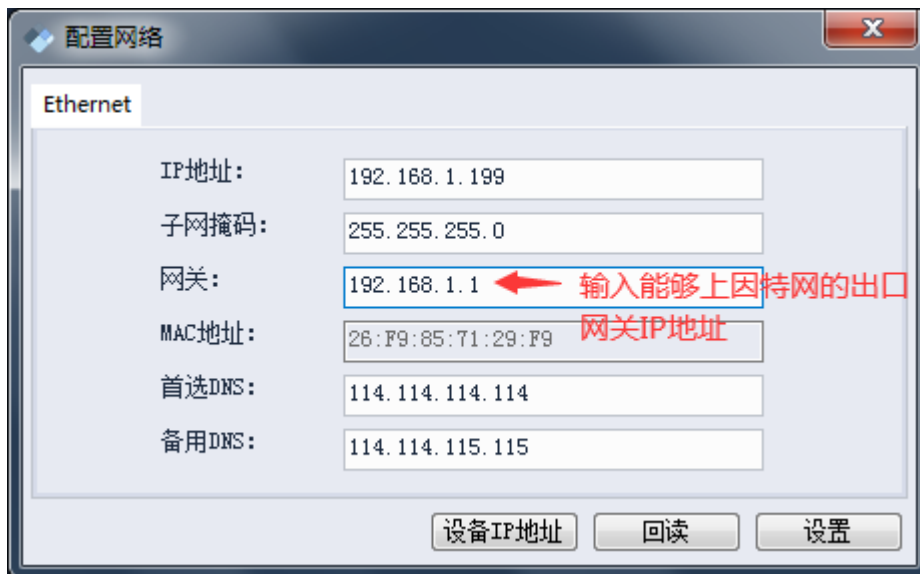 配置网络
Ethernet
IP地址: 192.168.1.199
子网掩码: 255.255.255.0
网关: 192.168.1.1 输入能够上因特网的出口
网关IP地址
MAC地址: 26:F9:85:71:29:F9
首选DNS: 114.114.114.114
备用DNS: 114.114.115.115
设备IP地址 回读 设置